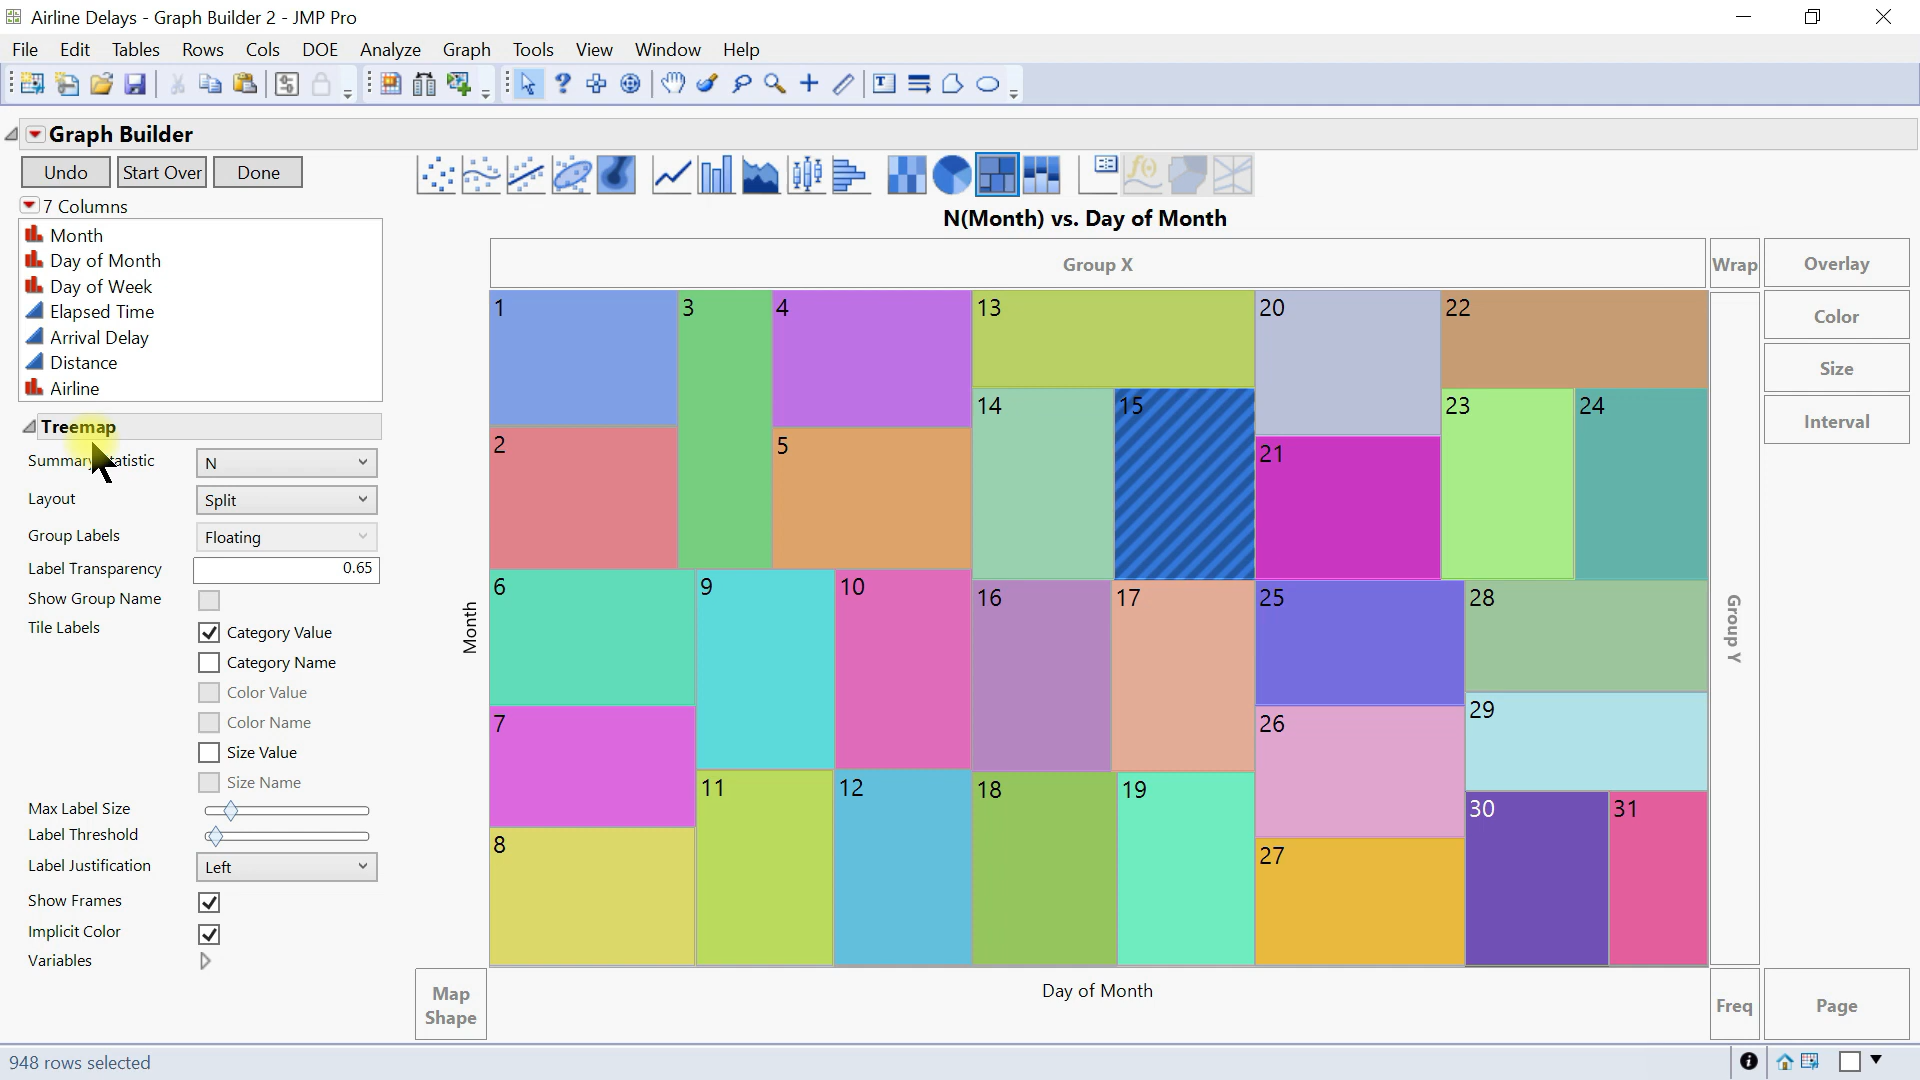 Airline Delays - Graph Builder 2 - JMP Pro
File Edit Tables Rows Cols DOE Analyze Graph Tools View Window Help
Graph Builder
Undo Start Over Done
7 Columns
Month
Day of Month
Day of Week
Elapsed Time
Arrival Delay
Distance
Airline
Treemap
Summary Statistic N
Layout Split
Group Labels Floating
Label Transparency 0.65
Show Group Name
Tile Labels
Category Value
Category Name
Color Value
Color Name
Size Value
Size Name
Max Label Size
Label Threshold
Label Justification Left
Show Frames
Implicit Color
Variables
N(Month) vs. Day of Month
Group X
Wrap
Overlay
Color
Size
Interval
1 3 4 13 20 22
14 15 23 24
2 5 21
6 9 10 16 17 25 28
7 26 29
11 12 18 19
8 27 30 31
Month
Group Y
Map
Shape
Day of Month
Freq
Page
948 rows selected